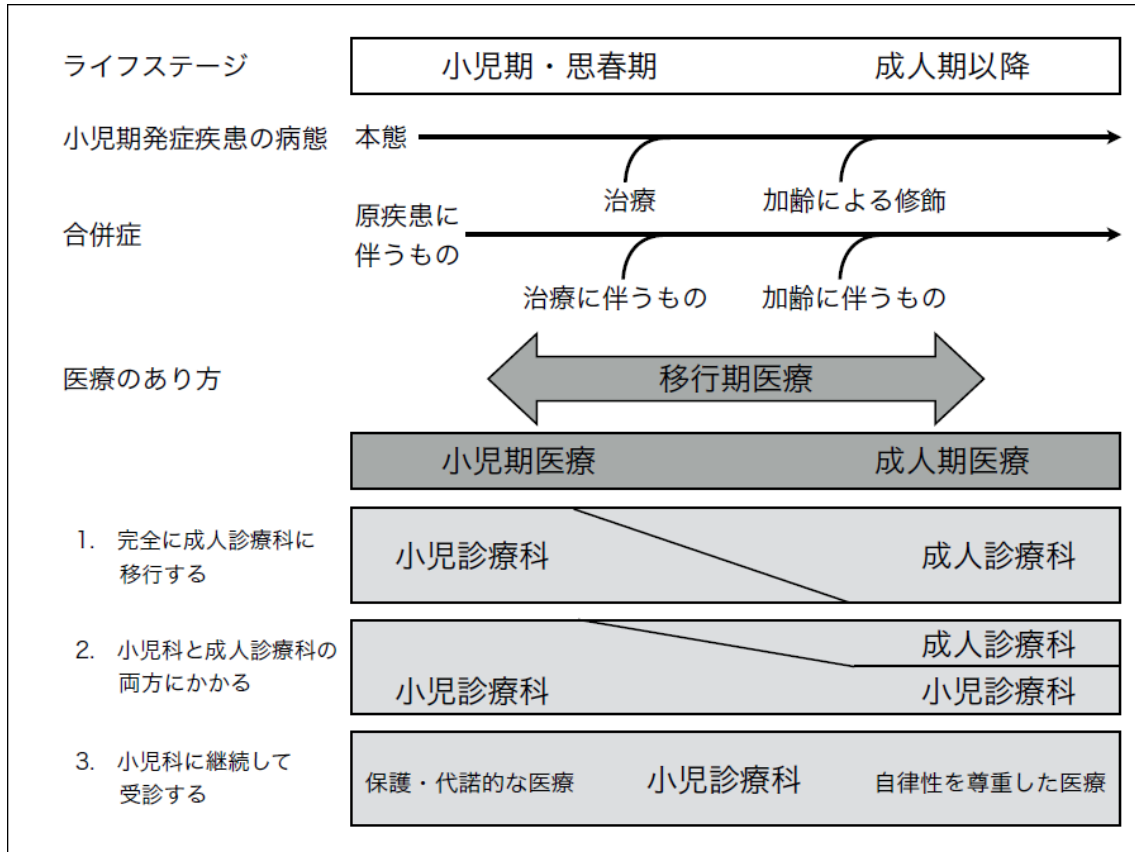 ライフステージ
小児期・思春期
成人期以降
小児期発症疾患の病態
本態
治療
加齢による修飾
合併症
原疾患に
伴うもの
治療に伴うもの
加齢に伴うもの
医療のあり方
移行期医療
小児期医療
成人期医療
1. 完全に成人診療科に
移行する
小児診療科
成人診療科
2. 小児科と成人診療科の
両方にかかる
小児診療科
成人診療科
小児診療科
3. 小児科に継続して
受診する
保護・代諾的な医療
小児診療科
自律性を尊重した医療